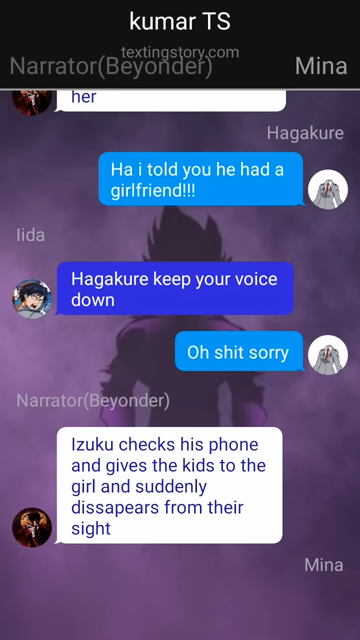 kumar TS
textingstory.com
Narrator(Beyonder)
Mina
her
Hagakure
Ha i told you he had a
girlfriend!!!
Iida
Hagakure keep your voice
down
Oh shit sorry
Narrator(Beyonder)
Izuku checks his phone
and gives the kids to the
girl and suddenly
dissapears from their
sight
Mina